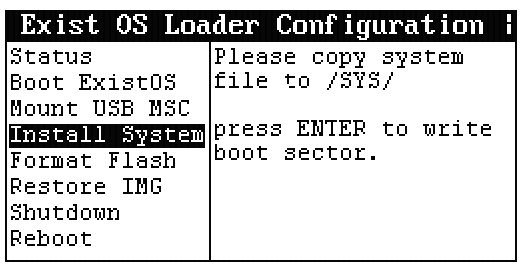 Exist OS Loader Configuration
Status
Boot ExistOS
Mount USB MSC
Install System
Format Flash
Restore IMG
Shutdown
Reboot
Please copy system
file to /SYS/
press ENTER to write
boot sector.